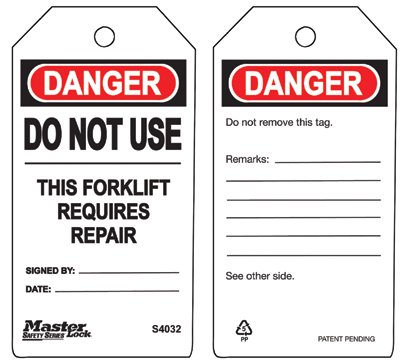 DANGER
DO NOT USE
THIS FORKLIFT
REQUIRES
REPAIR
SIGNED BY:
DATE:
Master Lock
SAFETY SERIES
S4032
DANGER
Do not remove this tag.
Remarks:
See other side.
5
PP
PATENT PENDING